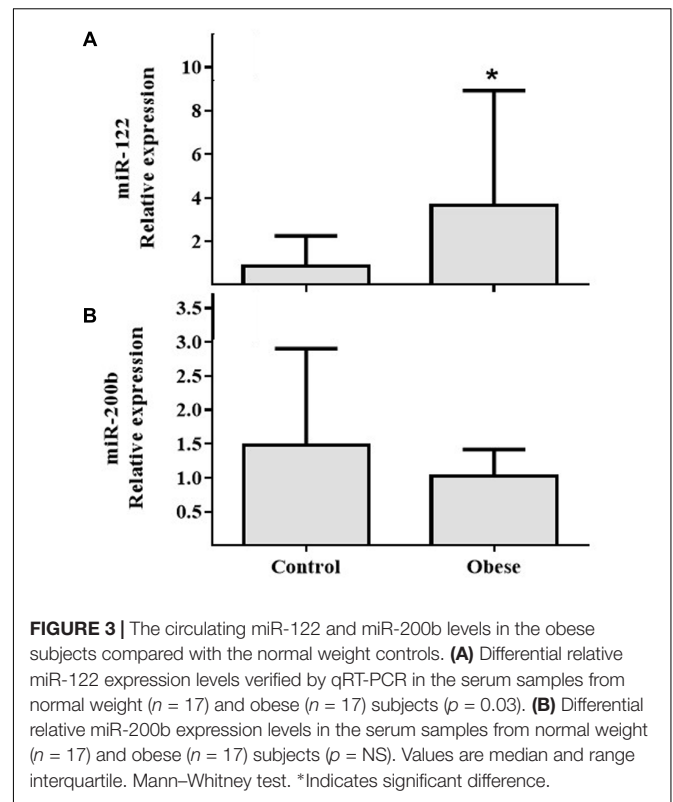 A
miR-122
Relative expression
10
8
6
4
2
*
B
miR-200b
Relative expression
3.5
3.0
2.5
2.0
1.5
1.0
0.5
Control Obese
FIGURE 3 | The circulating miR-122 and miR-200b levels in the obese
subjects compared with the normal weight controls. (A) Differential relative
miR-122 expression levels verified by qRT-PCR in the serum samples from
normal weight (n = 17) and obese (n = 17) subjects (p = 0.03). (B) Differential
relative miR-200b expression levels in the serum samples from normal weight
(n = 17) and obese (n = 17) subjects (p = NS). Values are median and range
interquartile. Mann–Whitney test. *Indicates significant difference.